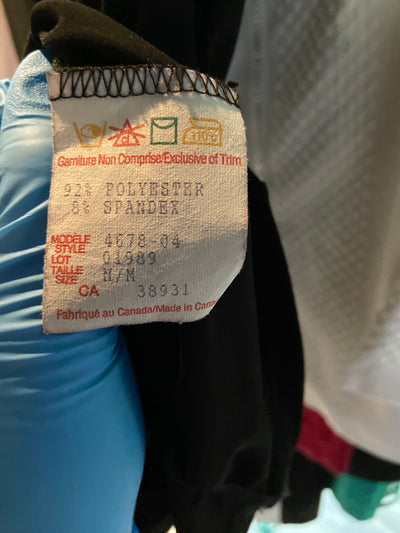 Garniture Non Comprise/Exclusive of Trim
92% POLYESTER
8% SPANDEX
MODÈLE STYLE 4678-04
LOT 01989
TAILLE SIZE M/M
CA 38931
Fabriqué au Canada/Made in Canada